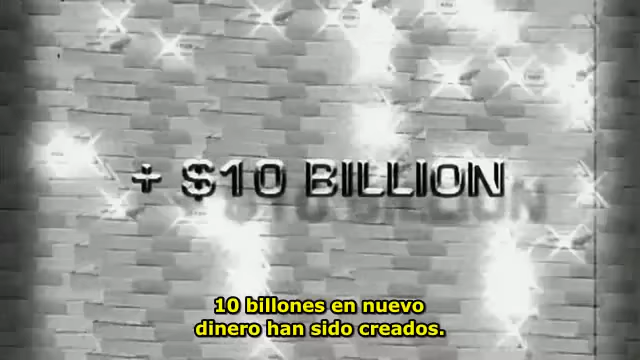 + $10 BILLION
10 billones en nuevo
dinero han sido creados.